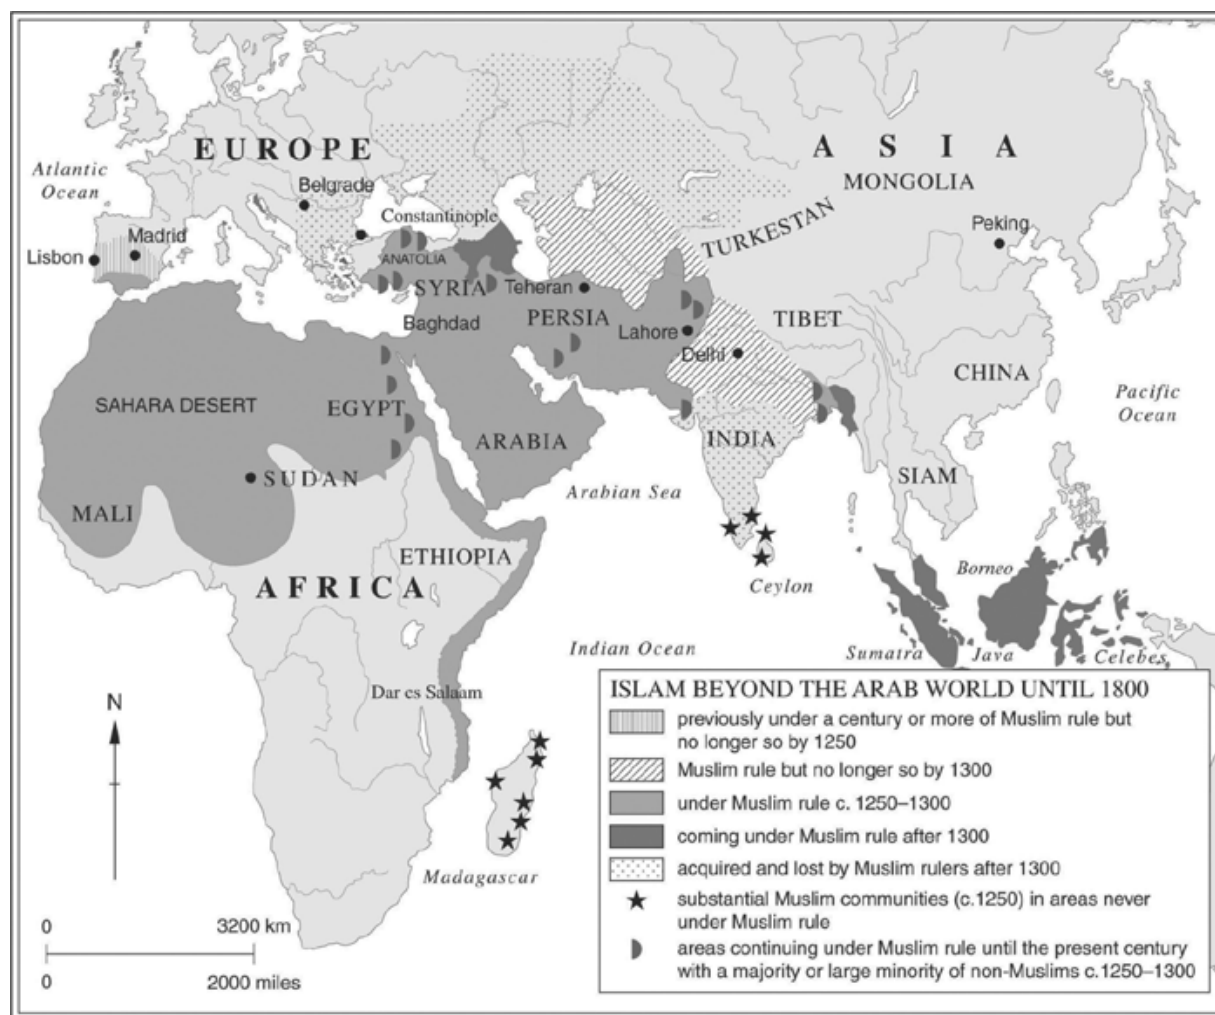 EUROPE
ASIA
MONGOLIA
Atlantic
Ocean
Belgrade
Constantinople
TURKESTAN
Peking
Madrid
Lisbon
ANATOLIA
SYRIA
Teheran
Baghdad
PERSIA
Lahore
TIBET
Delhi
CHINA
Pacific
Ocean
SAHARA DESERT
EGYPT
ARABIA
INDIA
SUDAN
SIAM
Arabian Sea
MALI
ETHIOPIA
AFRICA
Ceylon
Borneo
Indian Ocean
Sumatra
Java
Celebes
Dar es Salaam
N
Madagascar
0
3200 km
0
2000 miles
ISLAM BEYOND THE ARAB WORLD UNTIL 1800
previously under a century or more of Muslim rule but
no longer so by 1250
Muslim rule but no longer so by 1300
under Muslim rule c. 1250–1300
coming under Muslim rule after 1300
acquired and lost by Muslim rulers after 1300
substantial Muslim communities (c.1250) in areas never
under Muslim rule
areas continuing under Muslim rule until the present century
with a majority or large minority of non-Muslims c.1250–1300